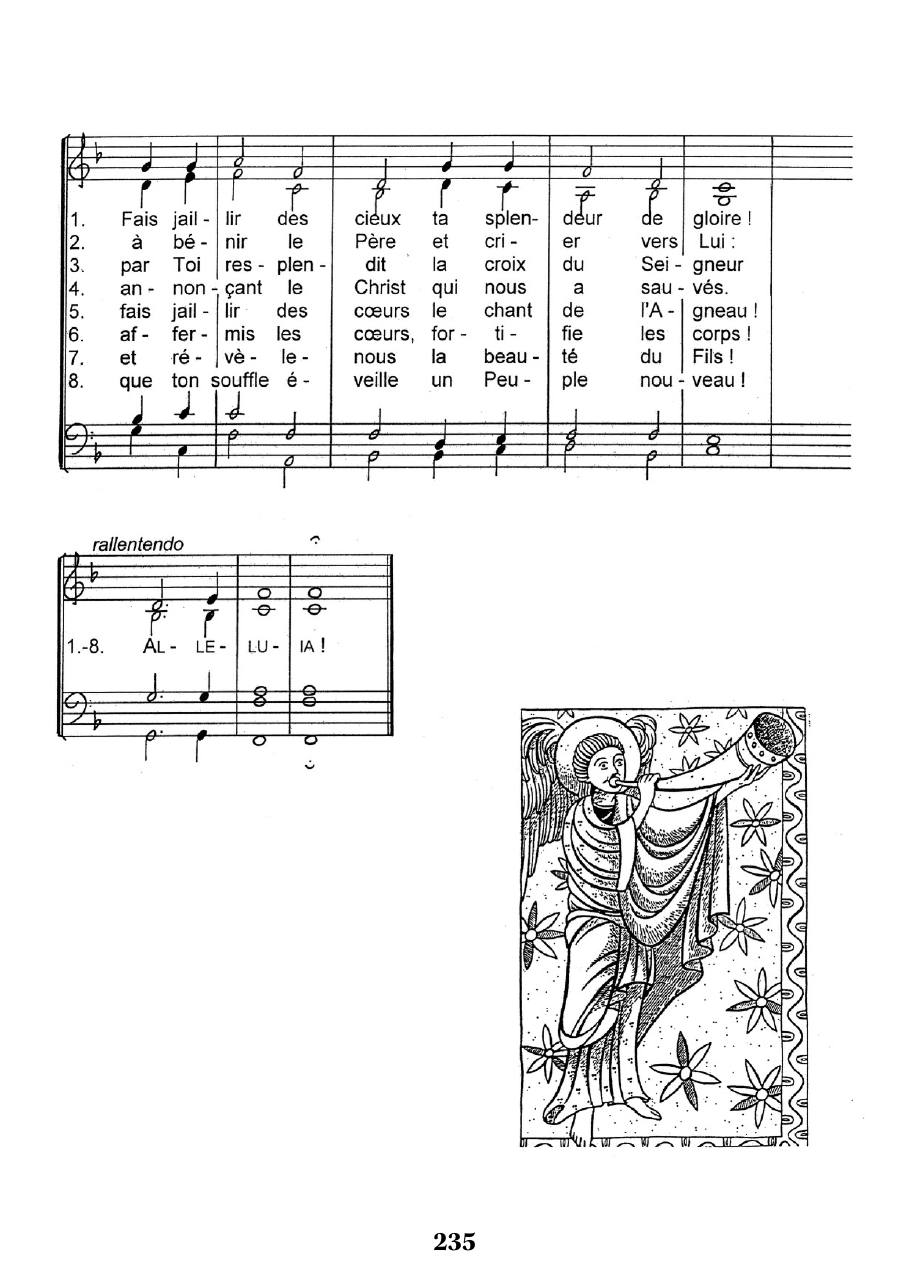 1. Fais jail - lir des cieux ta splen- deur de gloire !
2. à bé - nir le Père et cri - er vers Lui :
3. par Toi res - plen - dit la croix du Sei - gneur
4. an - non - çant le Christ qui nous a sau - vés.
5. fais jail - lir des cœurs le chant de l'A - gneau !
6. af - fer - mis les cœurs, for - ti - fie les corps !
7. et ré - vè - le - nous la beau - té du Fils !
8. que ton souffle é - veille un Peu - ple nou - veau !
rallentendo
1.-8. AL - LE - LU - IA !
235